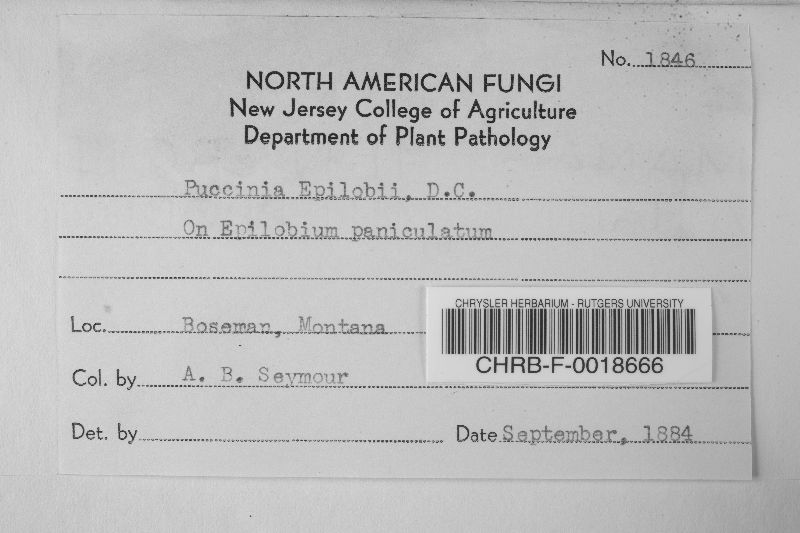 No. 1846
NORTH AMERICAN FUNGI
New Jersey College of Agriculture
Department of Plant Pathology
Puccinia Epilobii, D.C.
On Epilobium paniculatum
CHRYSLER HERBARIUM - RUTGERS UNIVERSITY
Loc. Boseman, Montana
CHRB-F-0018666
Col. by A. B. Seymour
Det. by Date September, 1884